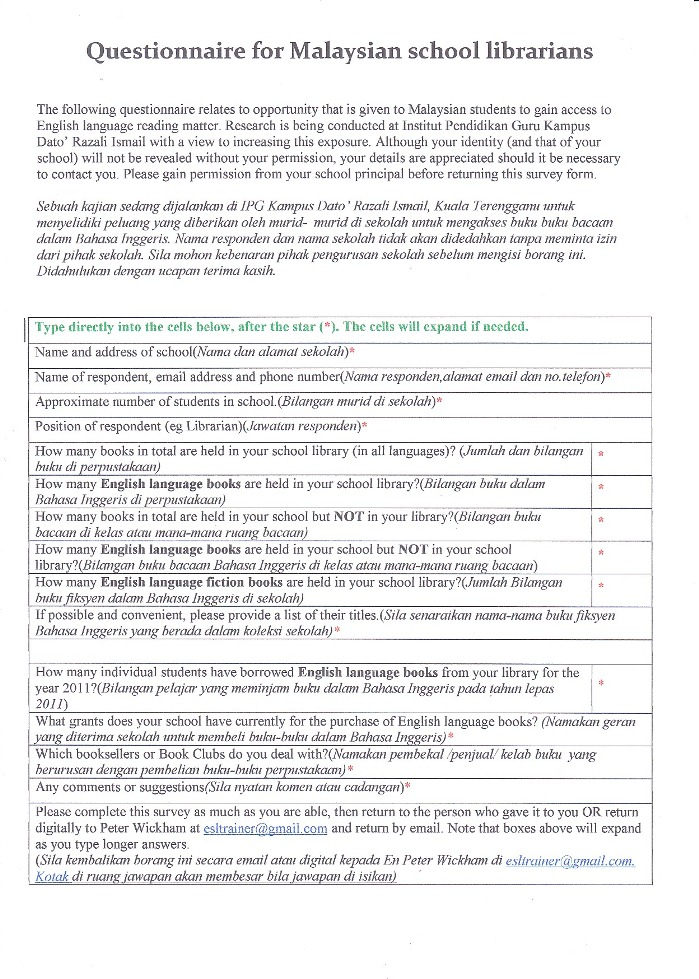 Questionnaire for Malaysian school librarians
The following questionnaire relates to opportunity that is given to Malaysian students to gain access to
English language reading matter. Research is being conducted at Institut Pendidikan Guru Kampus
Dato' Razali Ismail with a view to increasing this exposure. Although your identity (and that of your
school) will not be revealed without your permission, your details are appreciated should it be necessary
to contact you. Please gain permission from your school principal before returning this survey form.
Sebuah kajian sedang dijalankan di IPG Kampus Dato' Razali Ismail, Kuala Terengganu untuk
menyelidiki peluang yang diberikan oleh murid- murid di sekolah untuk mengakses buku buku bacaan
dalam Bahasa Inggeris. Nama responden dan nama sekolah tidak akan didedahkan tanpa meminta izin
dari pihak sekolah. Sila mohon kebenaran pihak pengurusan sekolah sebelum mengisi borang ini.
Didahulukan dengan ucapan terima kasih.
Type directly into the cells below, after the star (*). The cells will expand if needed.
Name and address of school(Nama dan alamat sekolah)*
Name of respondent, email address and phone number(Nama responden,alamat email dan no.telefon)*
Approximate number of students in school.(Bilangan murid di sekolah)*
Position of respondent (eg Librarian)(Jawatan responden)*
How many books in total are held in your school library (in all languages)? (Jumlah dan bilangan
buku di perpustakaan) *
How many English language books are held in your school library?(Bilangan buku dalam
Bahasa Inggeris di perpustakaan) *
How many books in total are held in your school but NOT in your library?(Bilangan buku
bacaan di kelas atau mana-mana ruang bacaan) *
How many English language books are held in your school but NOT in your school
library?(Bilangan buku bacaan Bahasa Inggeris di kelas atau mana-mana ruang bacaan) *
How many English language fiction books are held in your school library?(Jumlah Bilangan
buku fiksyen dalam Bahasa Inggeris di sekolah) *
If possible and convenient, please provide a list of their titles.(Sila senaraikan nama-nama buku fiksyen
Bahasa Inggeris yang berada dalam koleksi sekolah)*
How many individual students have borrowed English language books from your library for the
year 2011?(Bilangan pelajar yang meminjam buku dalam Bahasa Inggeris pada tahun lepas
2011) *
What grants does your school have currently for the purchase of English language books? (Namakan geran
yang diterima sekolah untuk membeli buku-buku dalam Bahasa Inggeris)*
Which booksellers or Book Clubs do you deal with?(Namakan pembekal /penjual/ kelab buku yang
berurusan dengan pembelian buku-buku perpustakaan)*
Any comments or suggestions(Sila nyatan komen atau cadangan)*
Please complete this survey as much as you are able, then return to the person who gave it to you OR return
digitally to Peter Wickham at esltrainer@gmail.com and return by email. Note that boxes above will expand
as you type longer answers.
(Sila kembalikan borang ini secara email atau digital kepada En Peter Wickham di esltrainer@gmail.com.
Kotak di ruang jawapan akan membesar bila jawapan di isikan)